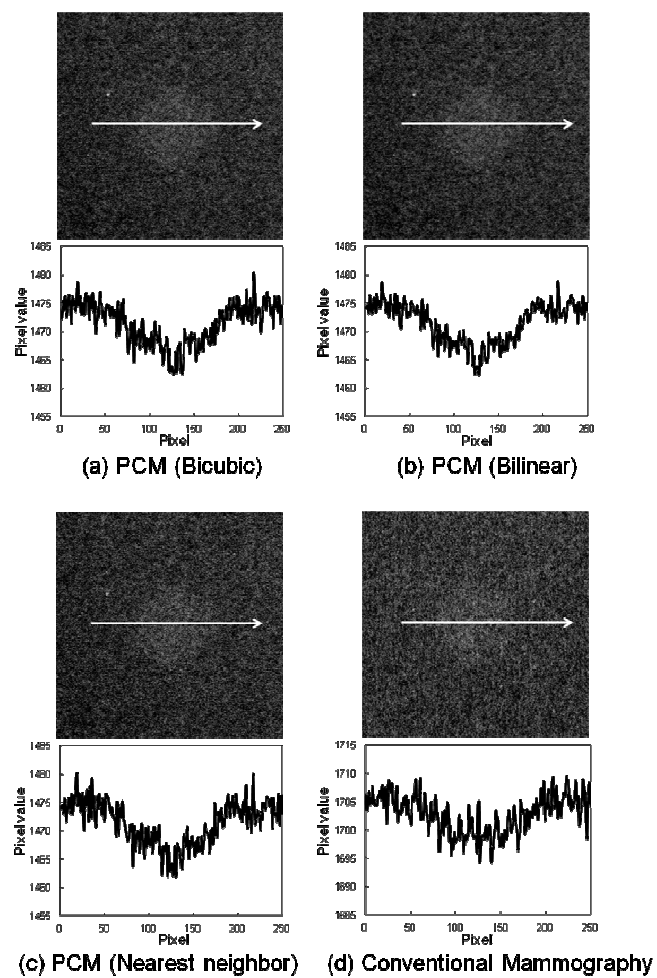 1485
1480
1475
1470
1465
1460
1455
Pixel value
0 50 100 150 200 250
Pixel
(a) PCM (Bicubic)
1485
1480
1475
1470
1465
1460
1455
Pixel value
0 50 100 150 200 250
Pixel
(b) PCM (Bilinear)
1485
1480
1475
1470
1465
1460
1455
Pixel value
0 50 100 150 200 250
Pixel
(c) PCM (Nearest neighbor)
1715
1710
1705
1700
1695
1690
1685
Pixel value
0 50 100 150 200 250
Pixel
(d) Conventional Mammography